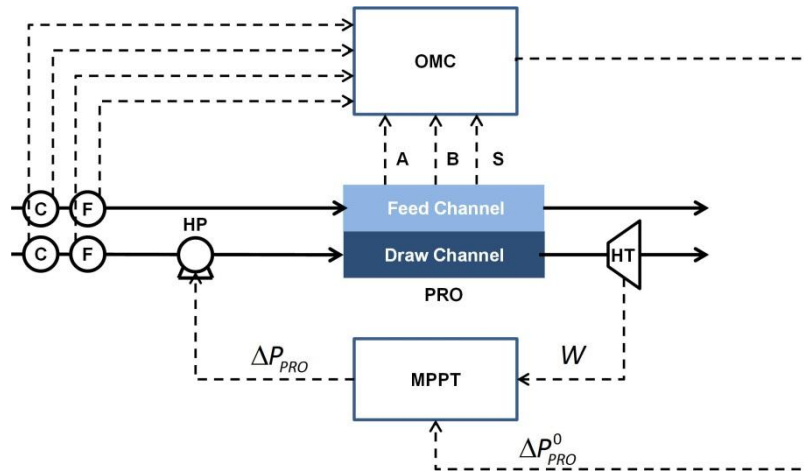 OMC
A B S
C F Feed Channel
HP
C F Draw Channel HT
PRO
ΔP_PRO
MPPT
W
ΔP⁰_PRO